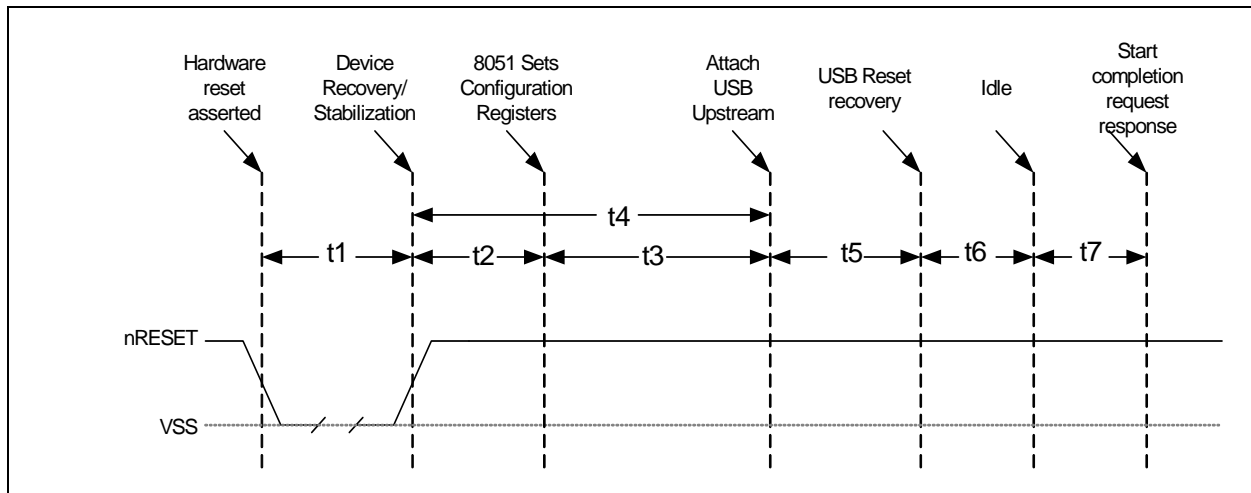 Hardware
reset
asserted
Device
Recovery/
Stabilization
8051 Sets
Configuration
Registers
Attach
USB
Upstream
USB Reset
recovery
Idle
Start
completion
request
response
t4
t1
t2
t3
t5
t6
t7
nRESET
VSS